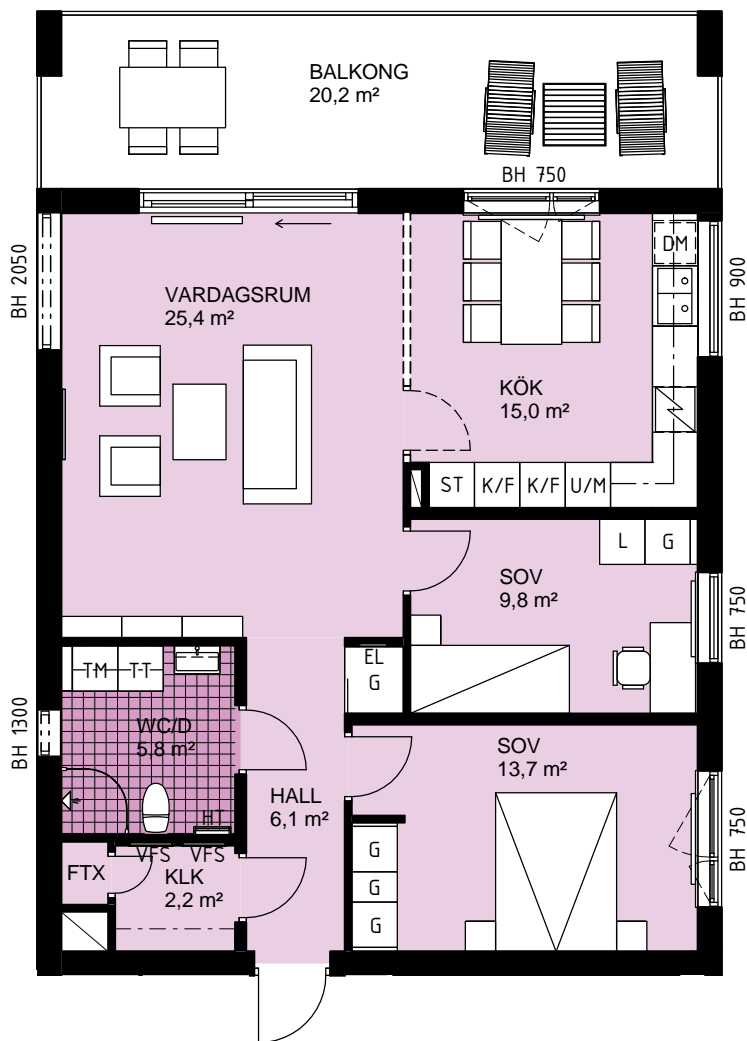 BALKONG
20,2 m²
BH 750
BH 2050
VARDAGSRUM
25,4 m²
DM
BH 900
KÖK
15,0 m²
ST
K/F
K/F
U/M
L
G
SOV
9,8 m²
BH 750
EL
G
TM
TT
WC/D
5,8 m²
BH 1300
HT
SOV
13,7 m²
HALL
6,1 m²
BH 750
VFS
VFS
FTX
KLK
2,2 m²
G
G
G